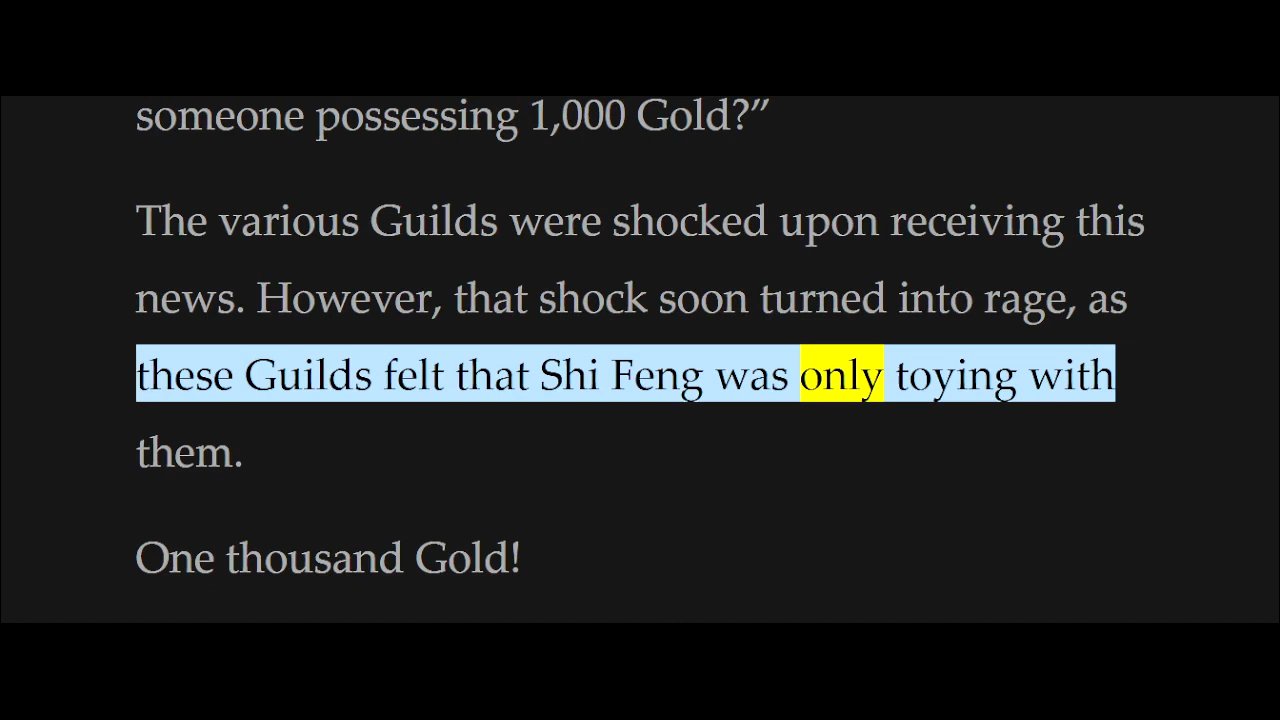 someone possessing 1,000 Gold?”
The various Guilds were shocked upon receiving this
news. However, that shock soon turned into rage, as
these Guilds felt that Shi Feng was only toying with
them.
One thousand Gold!